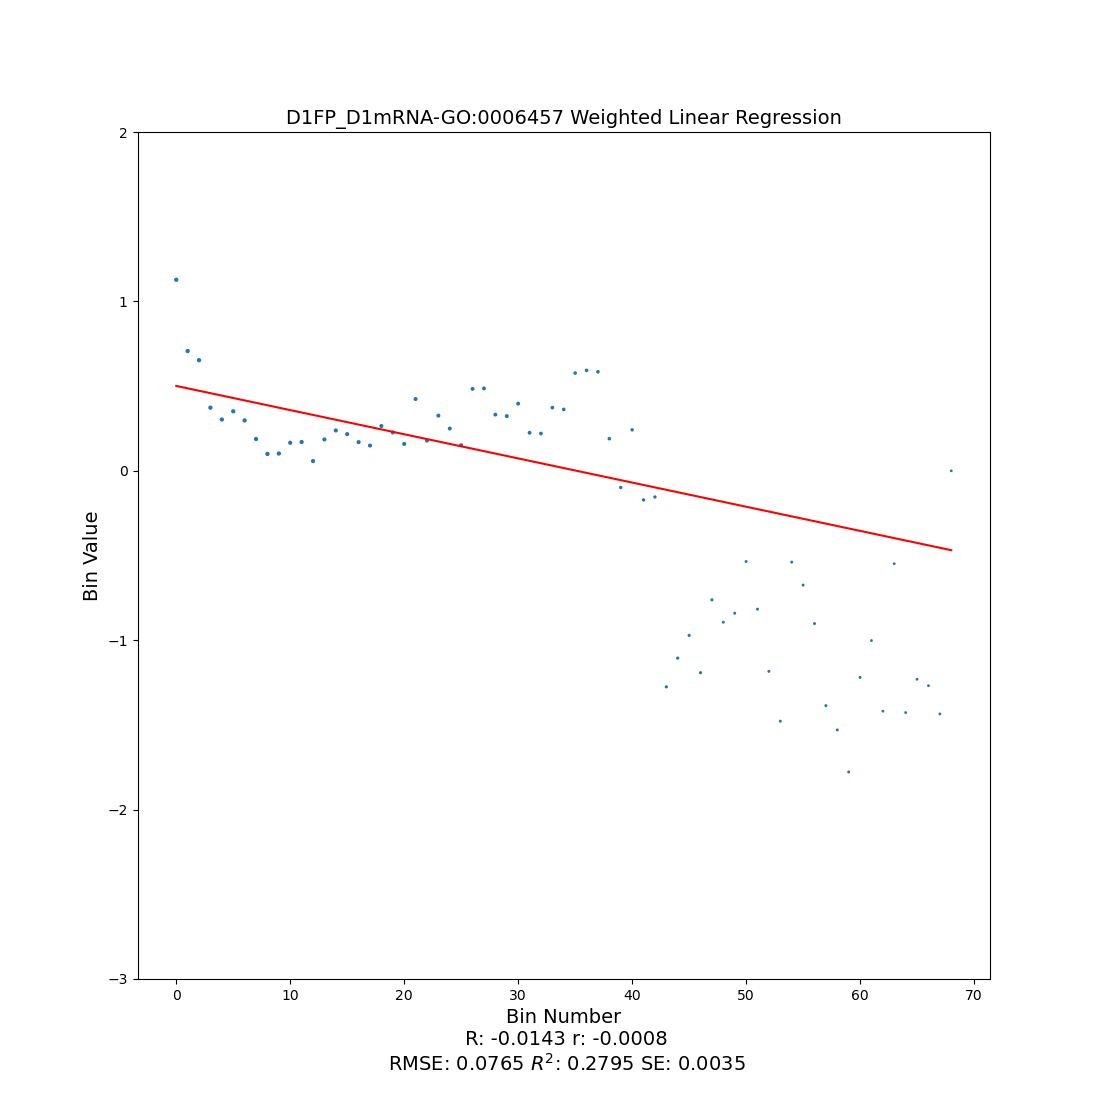 D1FP_D1mRNA-GO:0006457 Weighted Linear Regression
2
1
0
−1
−2
−3
Bin Value
0 10 20 30 40 50 60 70
Bin Number
R: -0.0143 r: -0.0008
RMSE: 0.0765 R²: 0.2795 SE: 0.0035